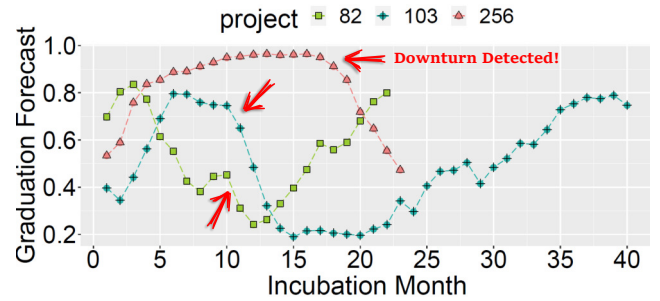 project 82 103 256
1.0
Downturn Detected!
0.8
0.6
0.4
0.2
Graduation Forecast
0 5 10 15 20 25 30 35 40
Incubation Month